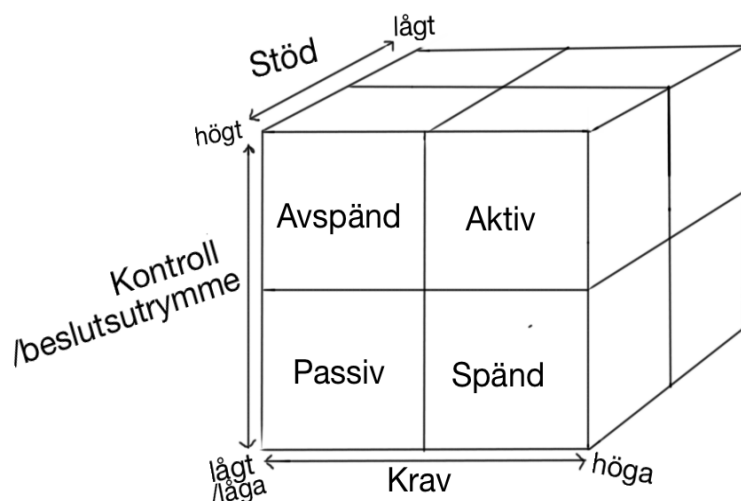 lågt
Stöd
högt
Avspänd
Aktiv
Kontroll
/beslutsutrymme
Passiv
Spänd
lågt
/låga
Krav
höga